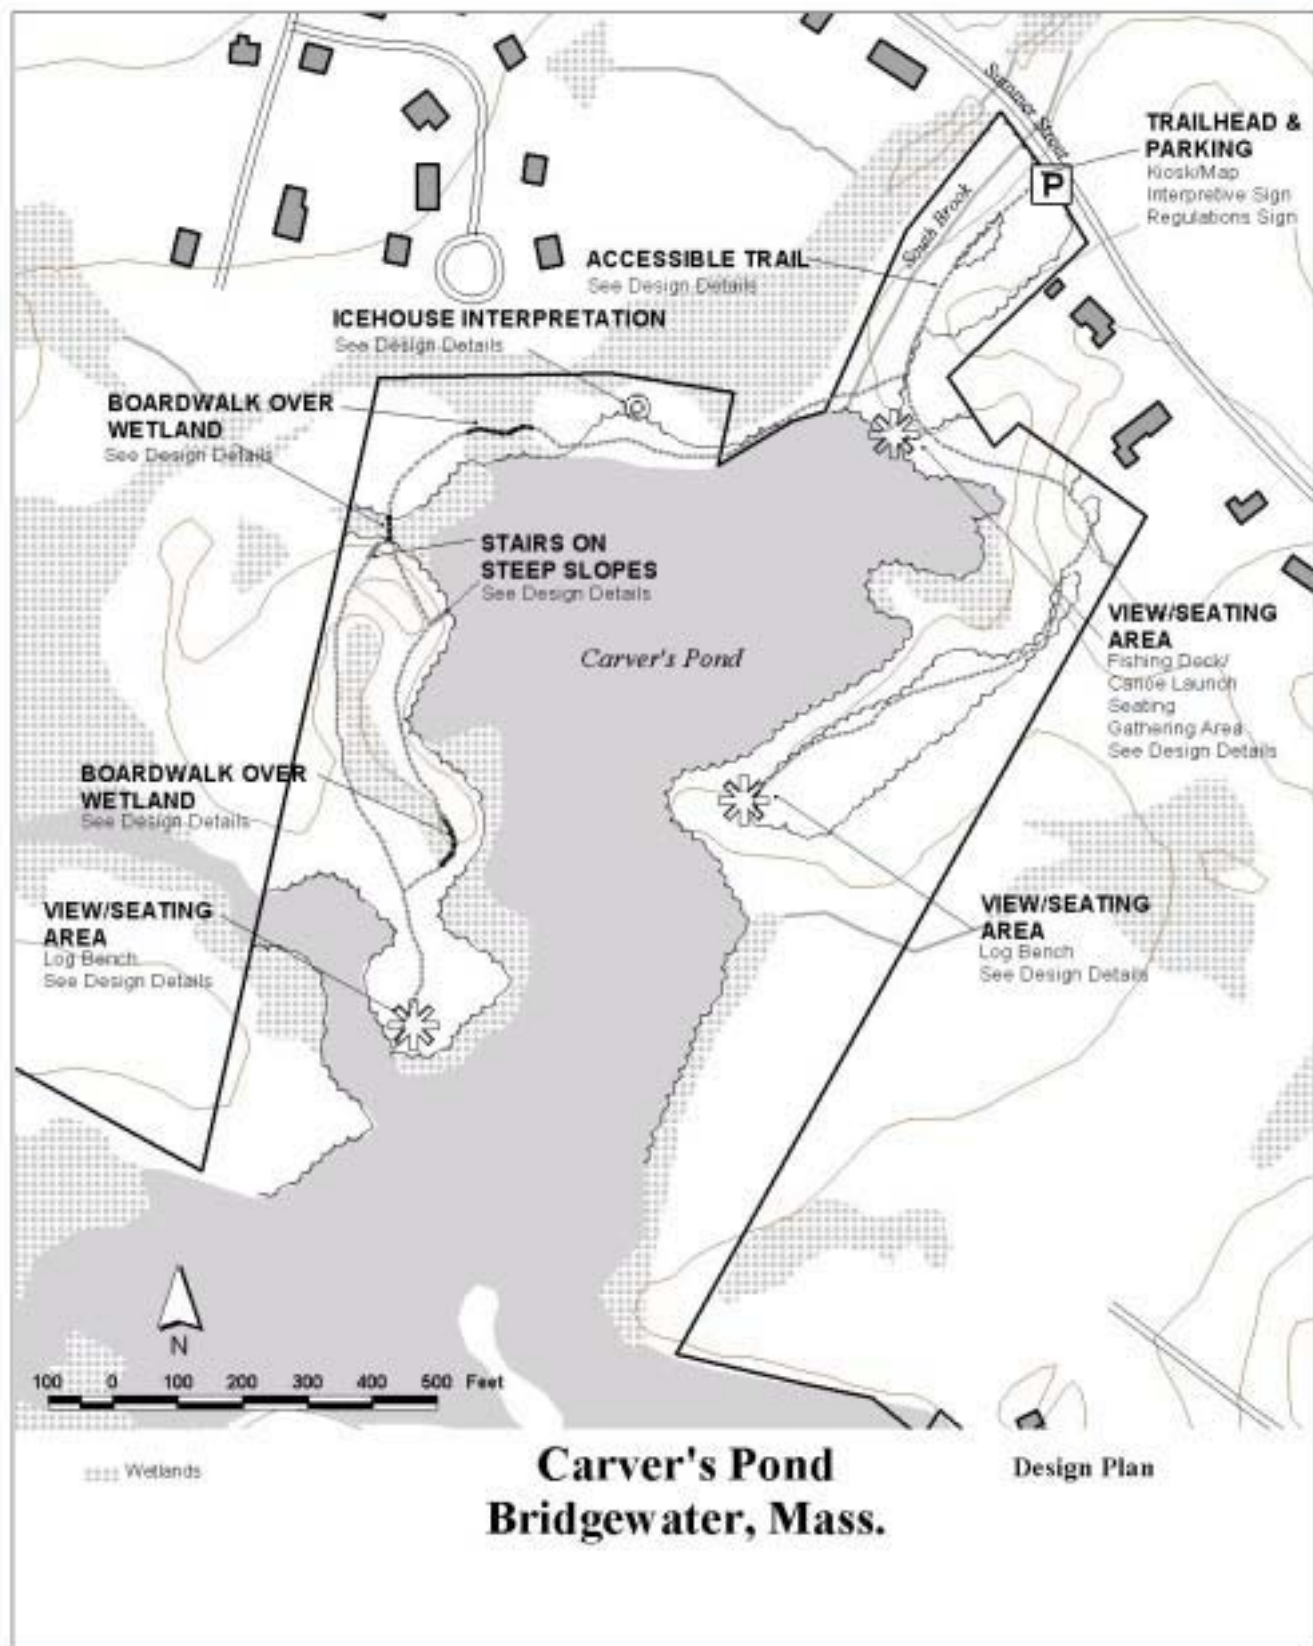 Summer Street
TRAILHEAD &
PARKING
Kiosk/Map
Interpretive Sign
Regulations Sign
P
South Brook
ACCESSIBLE TRAIL
See Design Details
ICEHOUSE INTERPRETATION
See Design Details
BOARDWALK OVER
WETLAND
See Design Details
STAIRS ON
STEEP SLOPES
See Design Details
Carver's Pond
VIEW/SEATING
AREA
Fishing Deck/
Canoe Launch
Seating
Gathering Area
See Design Details
BOARDWALK OVER
WETLAND
See Design Details
VIEW/SEATING
AREA
Log Bench
See Design Details
VIEW/SEATING
AREA
Log Bench
See Design Details
N
100 0 100 200 300 400 500 Feet
Wetlands
Carver's Pond
Bridgewater, Mass.
Design Plan